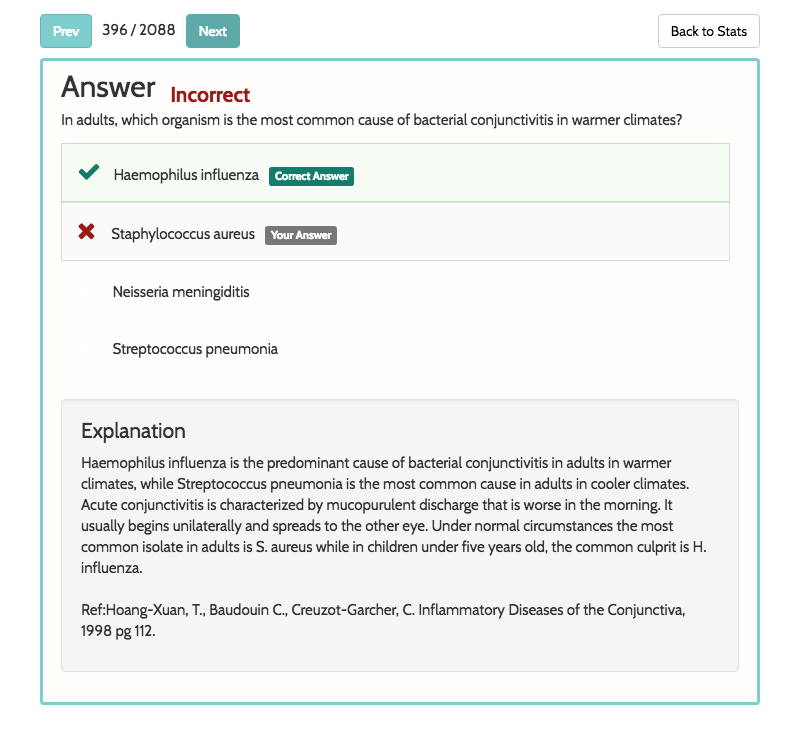 Prev 396 / 2088 Next Back to Stats
Answer Incorrect
In adults, which organism is the most common cause of bacterial conjunctivitis in warmer climates?
Haemophilus influenza Correct Answer
Staphylococcus aureus Your Answer
Neisseria meningiditis
Streptococcus pneumonia
Explanation
Haemophilus influenza is the predominant cause of bacterial conjunctivitis in adults in warmer
climates, while Streptococcus pneumonia is the most common cause in adults in cooler climates.
Acute conjunctivitis is characterized by mucopurulent discharge that is worse in the morning. It
usually begins unilaterally and spreads to the other eye. Under normal circumstances the most
common isolate in adults is S. aureus while in children under five years old, the common culprit is H.
influenza.
Ref:Hoang-Xuan, T., Baudouin C., Creuzot-Garcher, C. Inflammatory Diseases of the Conjunctiva,
1998 pg 112.